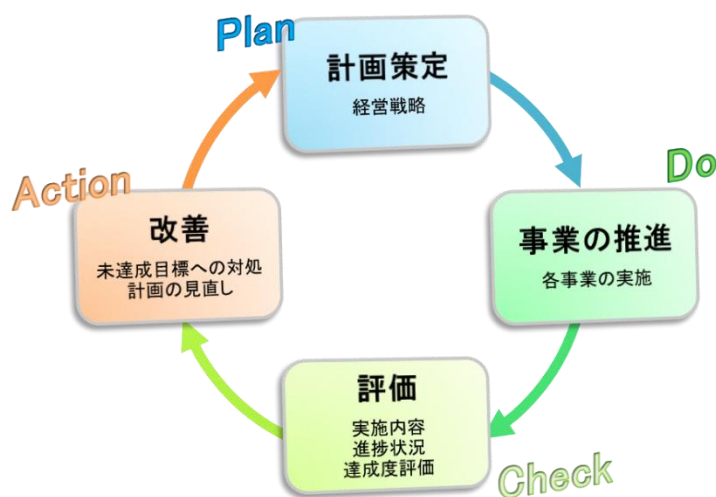 Plan
計画策定
経営戦略
Do
事業の推進
各事業の実施
Check
評価
実施内容
進捗状況
達成度評価
Action
改善
未達成目標への対処
計画の見直し